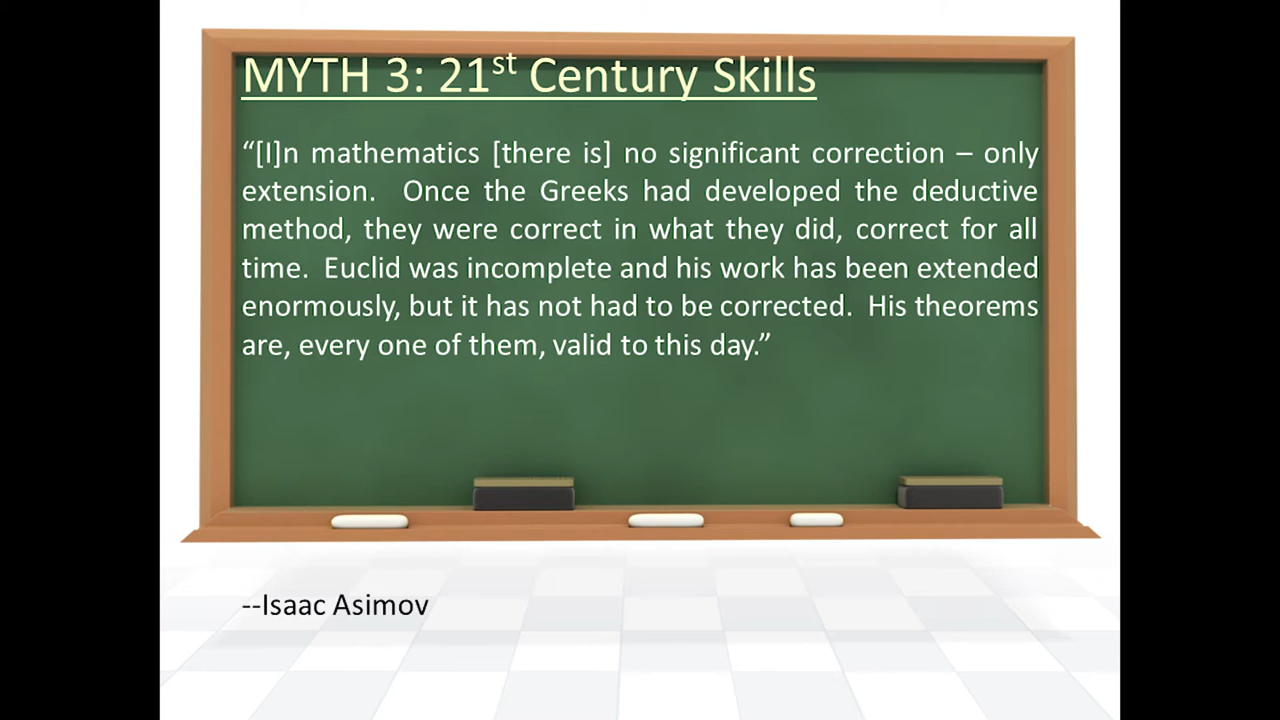 MYTH 3: 21st Century Skills
“[I]n mathematics [there is] no significant correction – only
extension.  Once the Greeks had developed the deductive
method, they were correct in what they did, correct for all
time.  Euclid was incomplete and his work has been extended
enormously, but it has not had to be corrected.  His theorems
are, every one of them, valid to this day.”
--Isaac Asimov